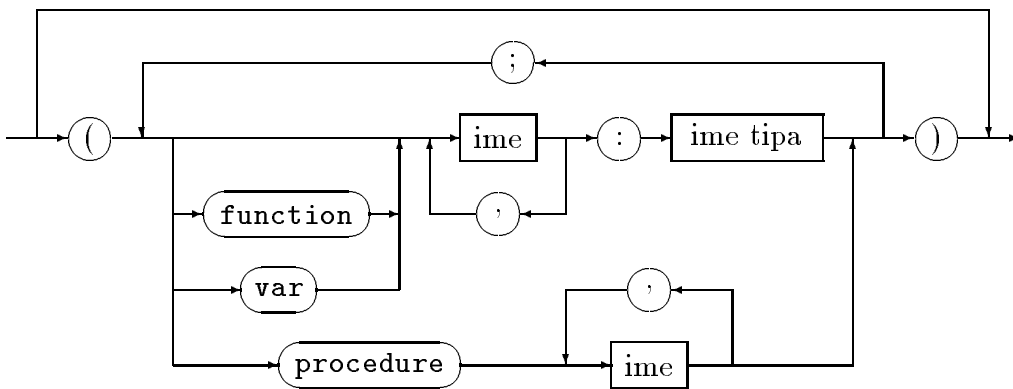 ;
( ime : ime tipa )
function ,
var ,
procedure ime